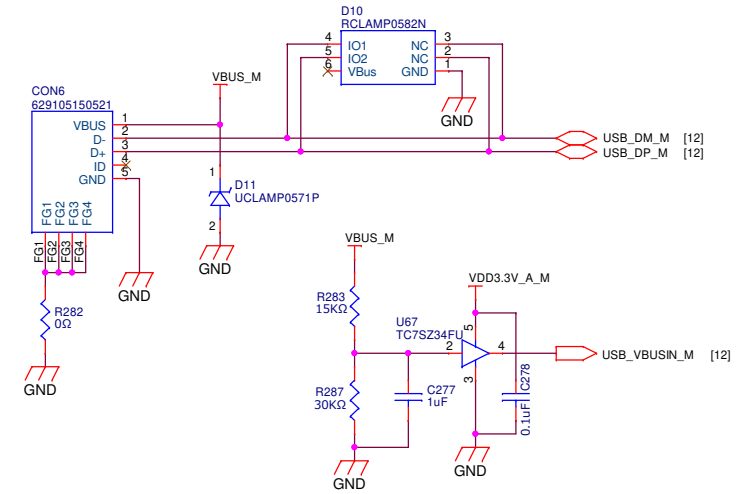 D10
RCLAMP0582N
4 IO1 NC 3
5 IO2 NC 2
6 VBus GND 1
GND
VBUS_M
CON6
629105150521
VBUS 1
D- 2
D+ 3
ID 4
GND 5
FG1 FG2 FG3 FG4
FG1 FG2 FG3 FG4
USB_DM_M [12]
USB_DP_M [12]
1
D11
UCLAMP0571P
2
GND
GND
R282
0Ω
GND
VBUS_M
R283
15KΩ
R287
30KΩ
C277
1uF
GND
VDD3.3V_A_M
U67
TC7SZ34FU
2 5 4 3
USB_VBUSIN_M [12]
C278
0.1uF
GND